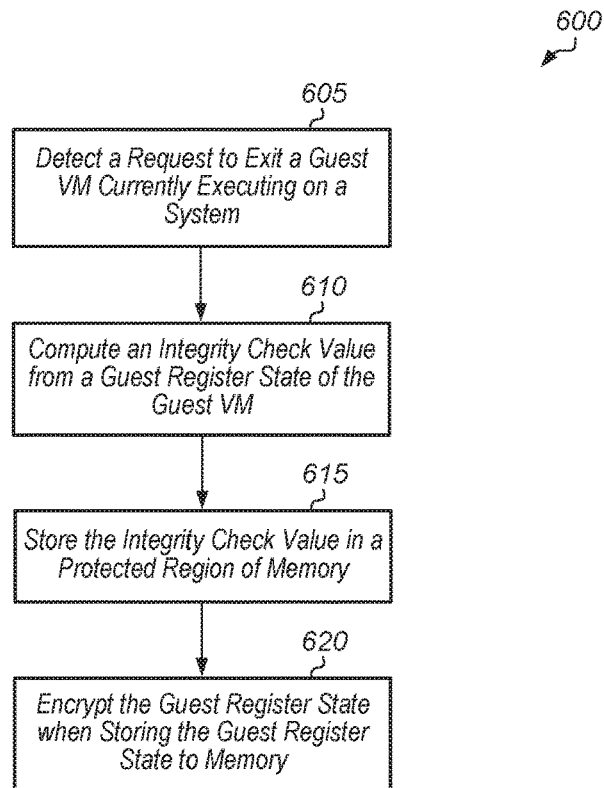 600
605
Detect a Request to Exit a Guest
VM Currently Executing on a
System
610
Compute an Integrity Check Value
from a Guest Register State of the
Guest VM
615
Store the Integrity Check Value in a
Protected Region of Memory
620
Encrypt the Guest Register State
when Storing the Guest Register
State to Memory